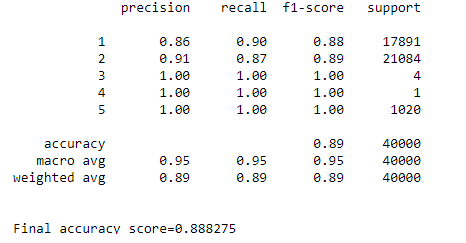 precision recall f1-score support
1 0.86 0.90 0.88 17891
2 0.91 0.87 0.89 21084
3 1.00 1.00 1.00 4
4 1.00 1.00 1.00 1
5 1.00 1.00 1.00 1020
accuracy 0.89 40000
macro avg 0.95 0.95 0.95 40000
weighted avg 0.89 0.89 0.89 40000
Final accuracy score=0.888275